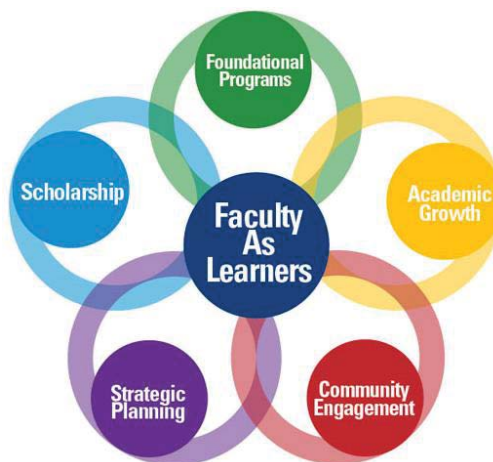 Foundational
Programs
Scholarship
Academic
Growth
Faculty
As
Learners
Strategic
Planning
Community
Engagement